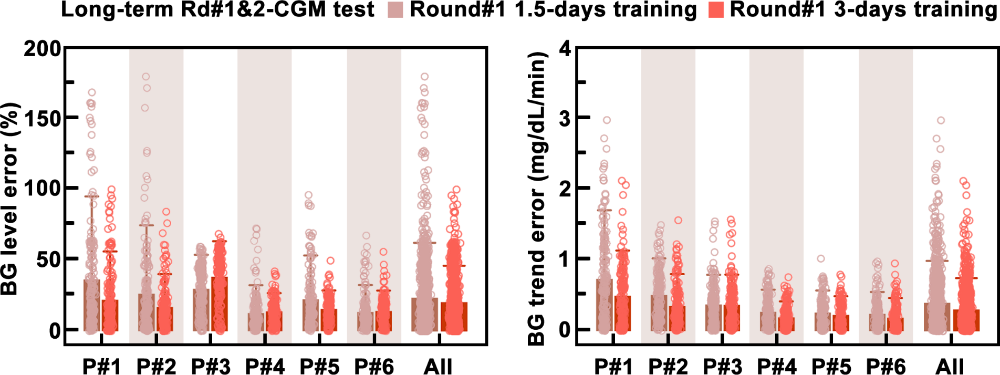 Long-term Rd#1&2-CGM test Round#1 1.5-days training Round#1 3-days training
BG level error (%)
200
150
100
50
0
P#1 P#2 P#3 P#4 P#5 P#6 All
BG trend error (mg/dL/min)
4
3
2
1
0
P#1 P#2 P#3 P#4 P#5 P#6 All